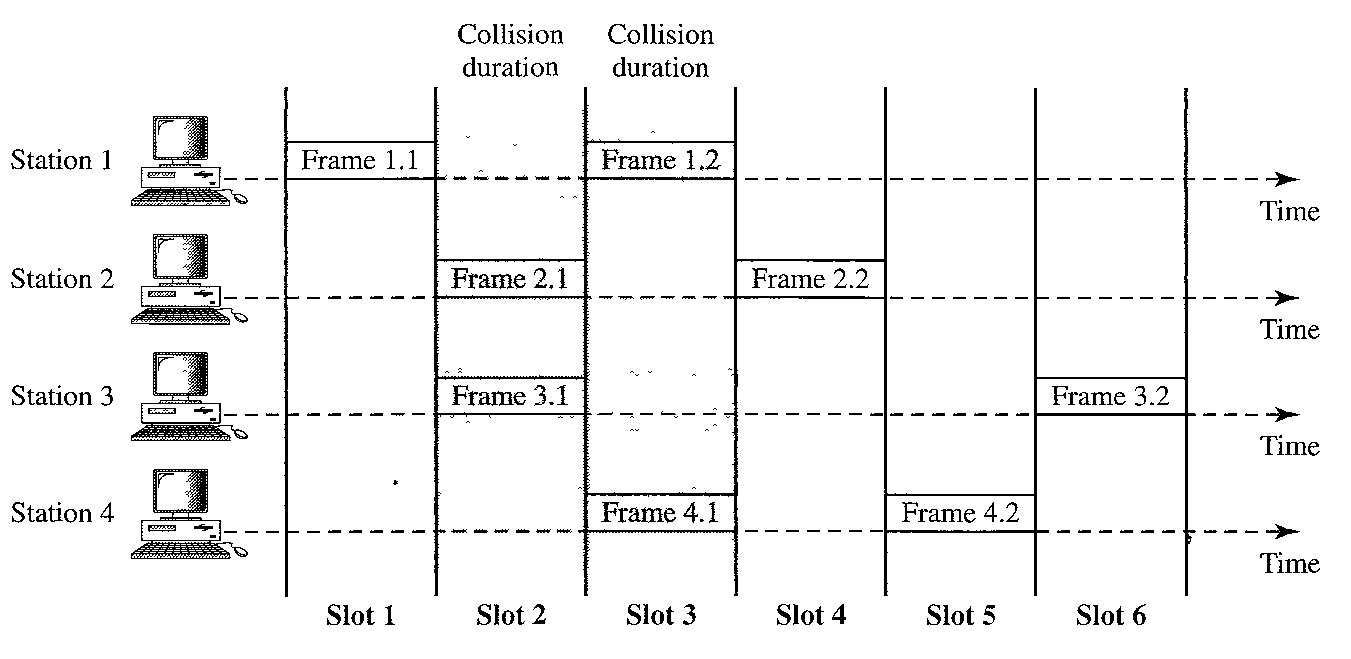 Collision duration
Collision duration
Station 1
Frame 1.1
Frame 1.2
Time
Station 2
Frame 2.1
Frame 2.2
Time
Station 3
Frame 3.1
Frame 3.2
Time
Station 4
Frame 4.1
Frame 4.2
Time
Slot 1
Slot 2
Slot 3
Slot 4
Slot 5
Slot 6